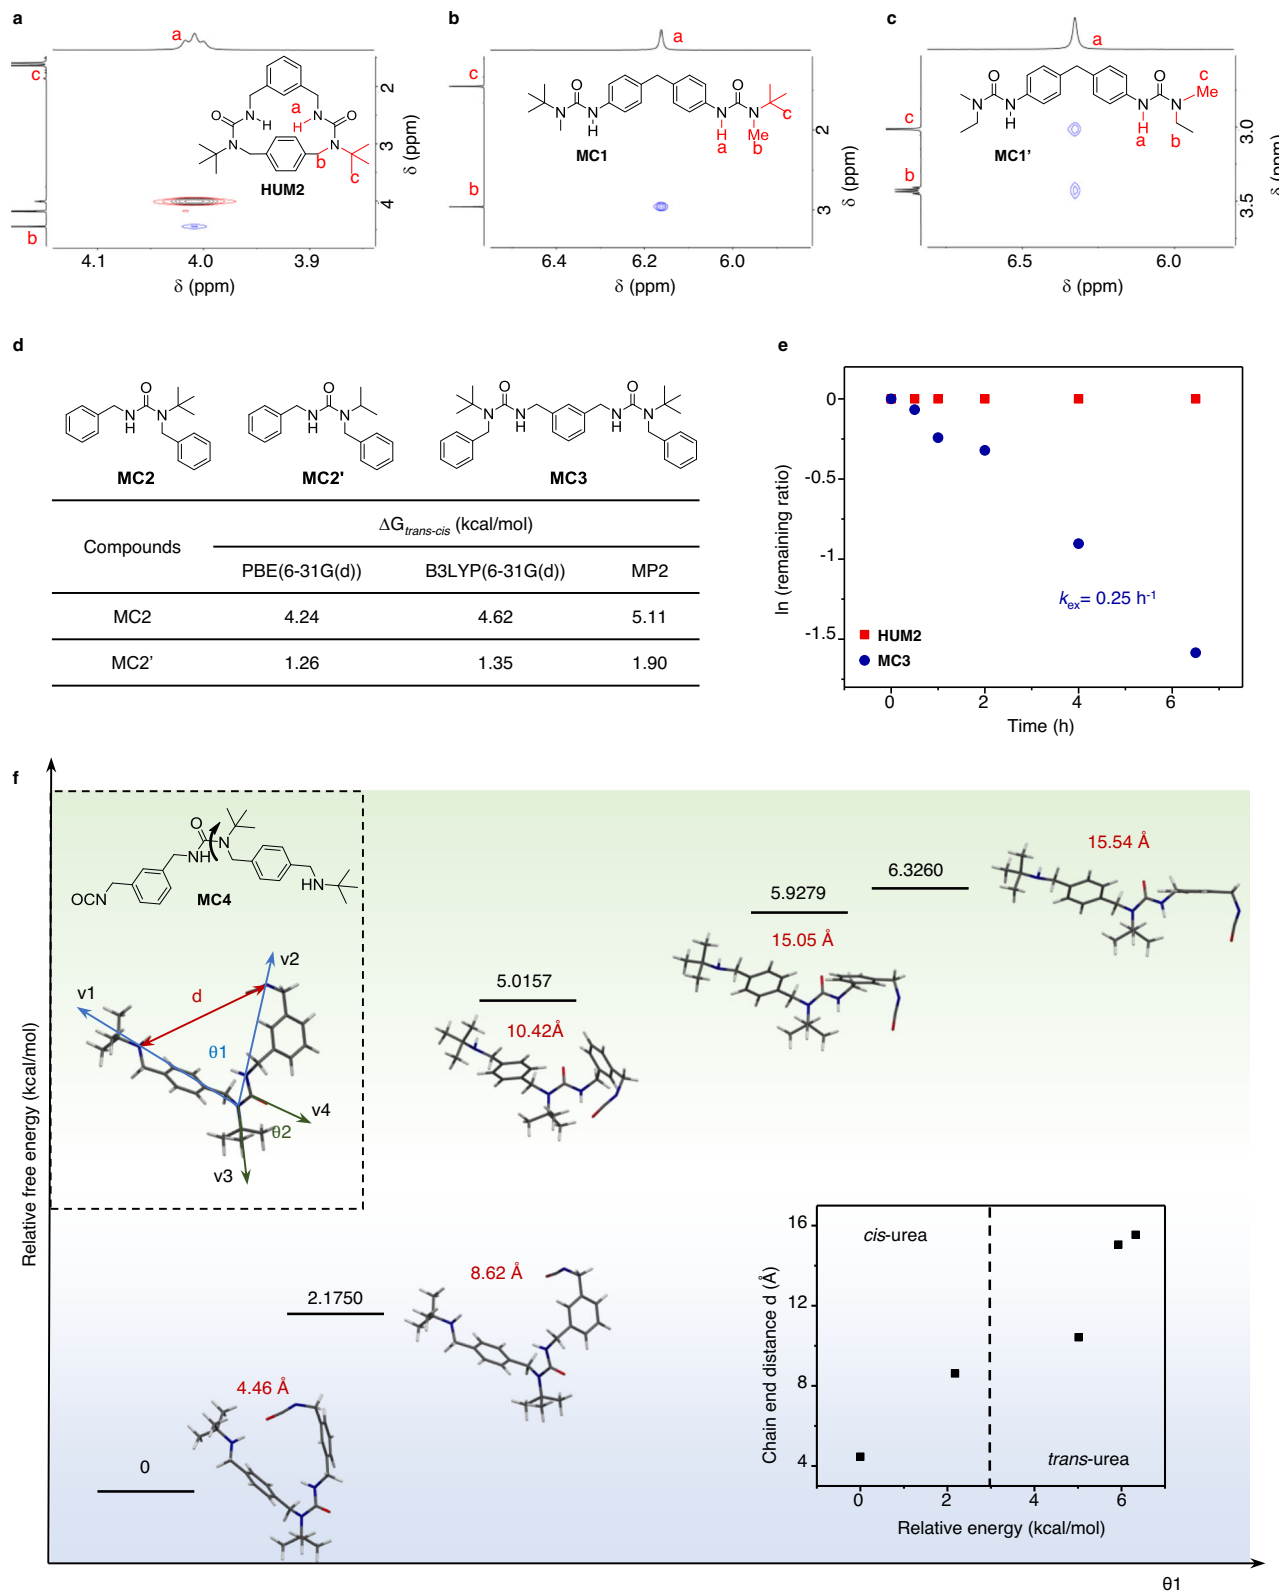 a
a
c
b
2
3
4
δ (ppm)
4.1
4.0
3.9
δ (ppm)
O
N
H
a
H
N
O
N
N
b
c
HUM2
b
a
c
b
2
3
δ (ppm)
6.4
6.2
6.0
δ (ppm)
O
N
N
H
O
N
N
H
Me
a
b
c
MC1
c
a
c
b
3.0
3.5
δ (ppm)
6.5
6.0
δ (ppm)
O
N
N
H
O
N
N
H
Me
c
a
b
MC1'
d
O
NH
N
MC2
O
NH
N
MC2'
O
N
N
H
O
N
H
N
MC3
Compounds
ΔGtrans-cis (kcal/mol)
PBE(6-31G(d)) B3LYP(6-31G(d)) MP2
MC2 4.24 4.62 5.11
MC2' 1.26 1.35 1.90
e
0
-0.5
-1
-1.5
ln (remaining ratio)
kex= 0.25 h-1
HUM2
MC3
0 2 4 6
Time (h)
f
Relative free energy (kcal/mol)
O
NH
N
HN
OCN
MC4
v1
v2
d
θ1
v4
θ2
v3
15.54 Å
6.3260
5.9279
15.05 Å
5.0157
10.42Å
8.62 Å
2.1750
4.46 Å
0
16
12
8
4
Chain end distance d (Å)
cis-urea
trans-urea
0 2 4 6
Relative energy (kcal/mol)
θ1